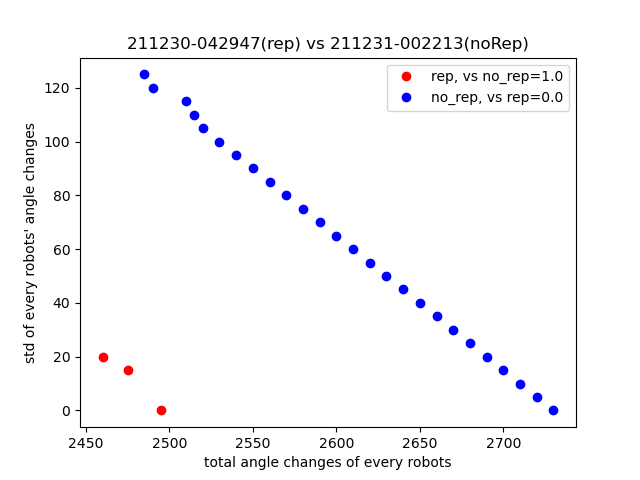 211230-042947(rep) vs 211231-002213(noRep)
rep, vs no_rep=1.0
no_rep, vs rep=0.0
std of every robots' angle changes
120
100
80
60
40
20
0
2450 2500 2550 2600 2650 2700
total angle changes of every robots